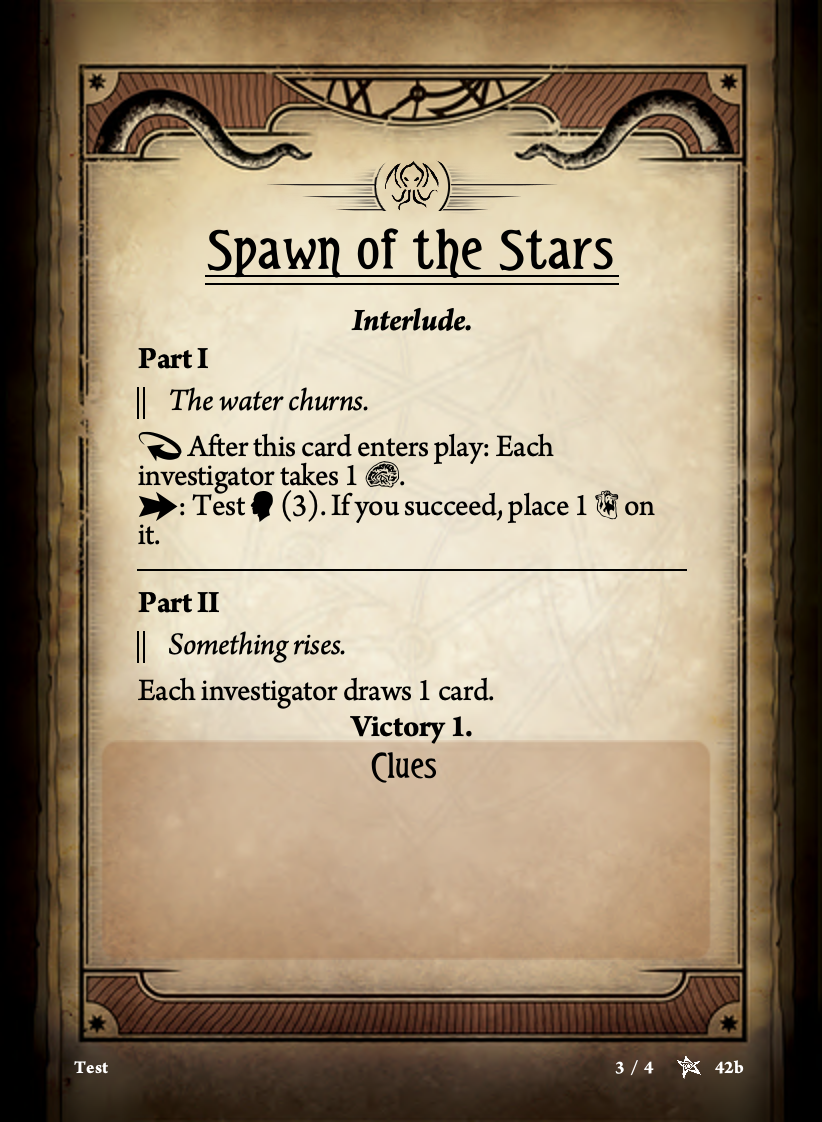 Spawn of the Stars
Interlude.
Part I
The water churns.
After this card enters play: Each
investigator takes 1 .
: Test (3). If you succeed, place 1 on
it.
Part II
Something rises.
Each investigator draws 1 card.
Victory 1.
Clues
Test 3 / 4 42b